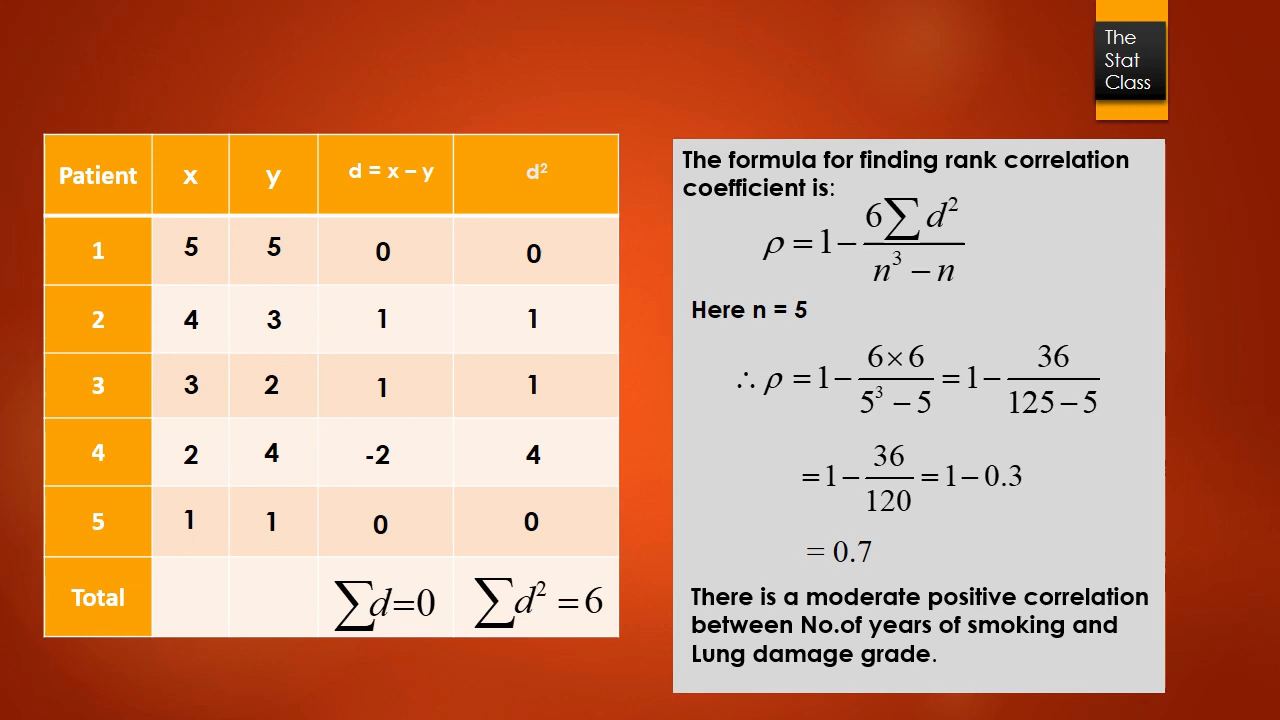 The
Stat
Class
Patient x y d = x – y d²
1 5 5 0 0
2 4 3 1 1
3 3 2 1 1
4 2 4 -2 4
5 1 1 0 0
Total ∑d=0 ∑d² = 6
The formula for finding rank correlation
coefficient is:
ρ = 1 − 6∑d² / (n³ − n)
Here n = 5
∴ ρ = 1 − (6×6) / (5³ − 5) = 1 − 36 / (125 − 5)
= 1 − 36/120 = 1 − 0.3
= 0.7
There is a moderate positive correlation
between No.of years of smoking and
Lung damage grade.